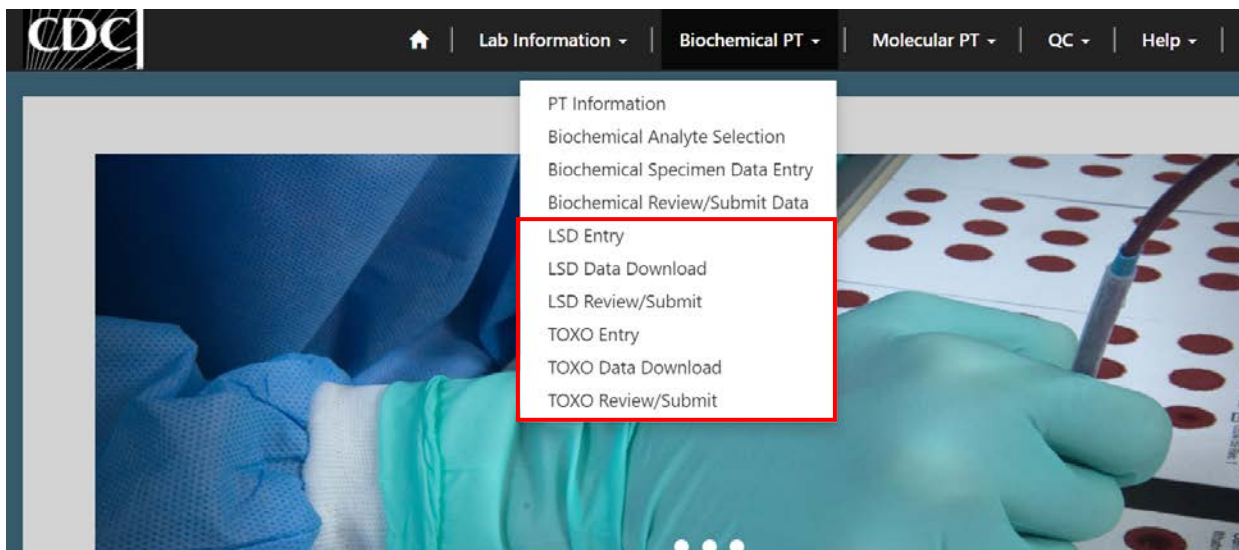 CDC
Lab Information
Biochemical PT
Molecular PT
QC
Help
PT Information
Biochemical Analyte Selection
Biochemical Specimen Data Entry
Biochemical Review/Submit Data
LSD Entry
LSD Data Download
LSD Review/Submit
TOXO Entry
TOXO Data Download
TOXO Review/Submit